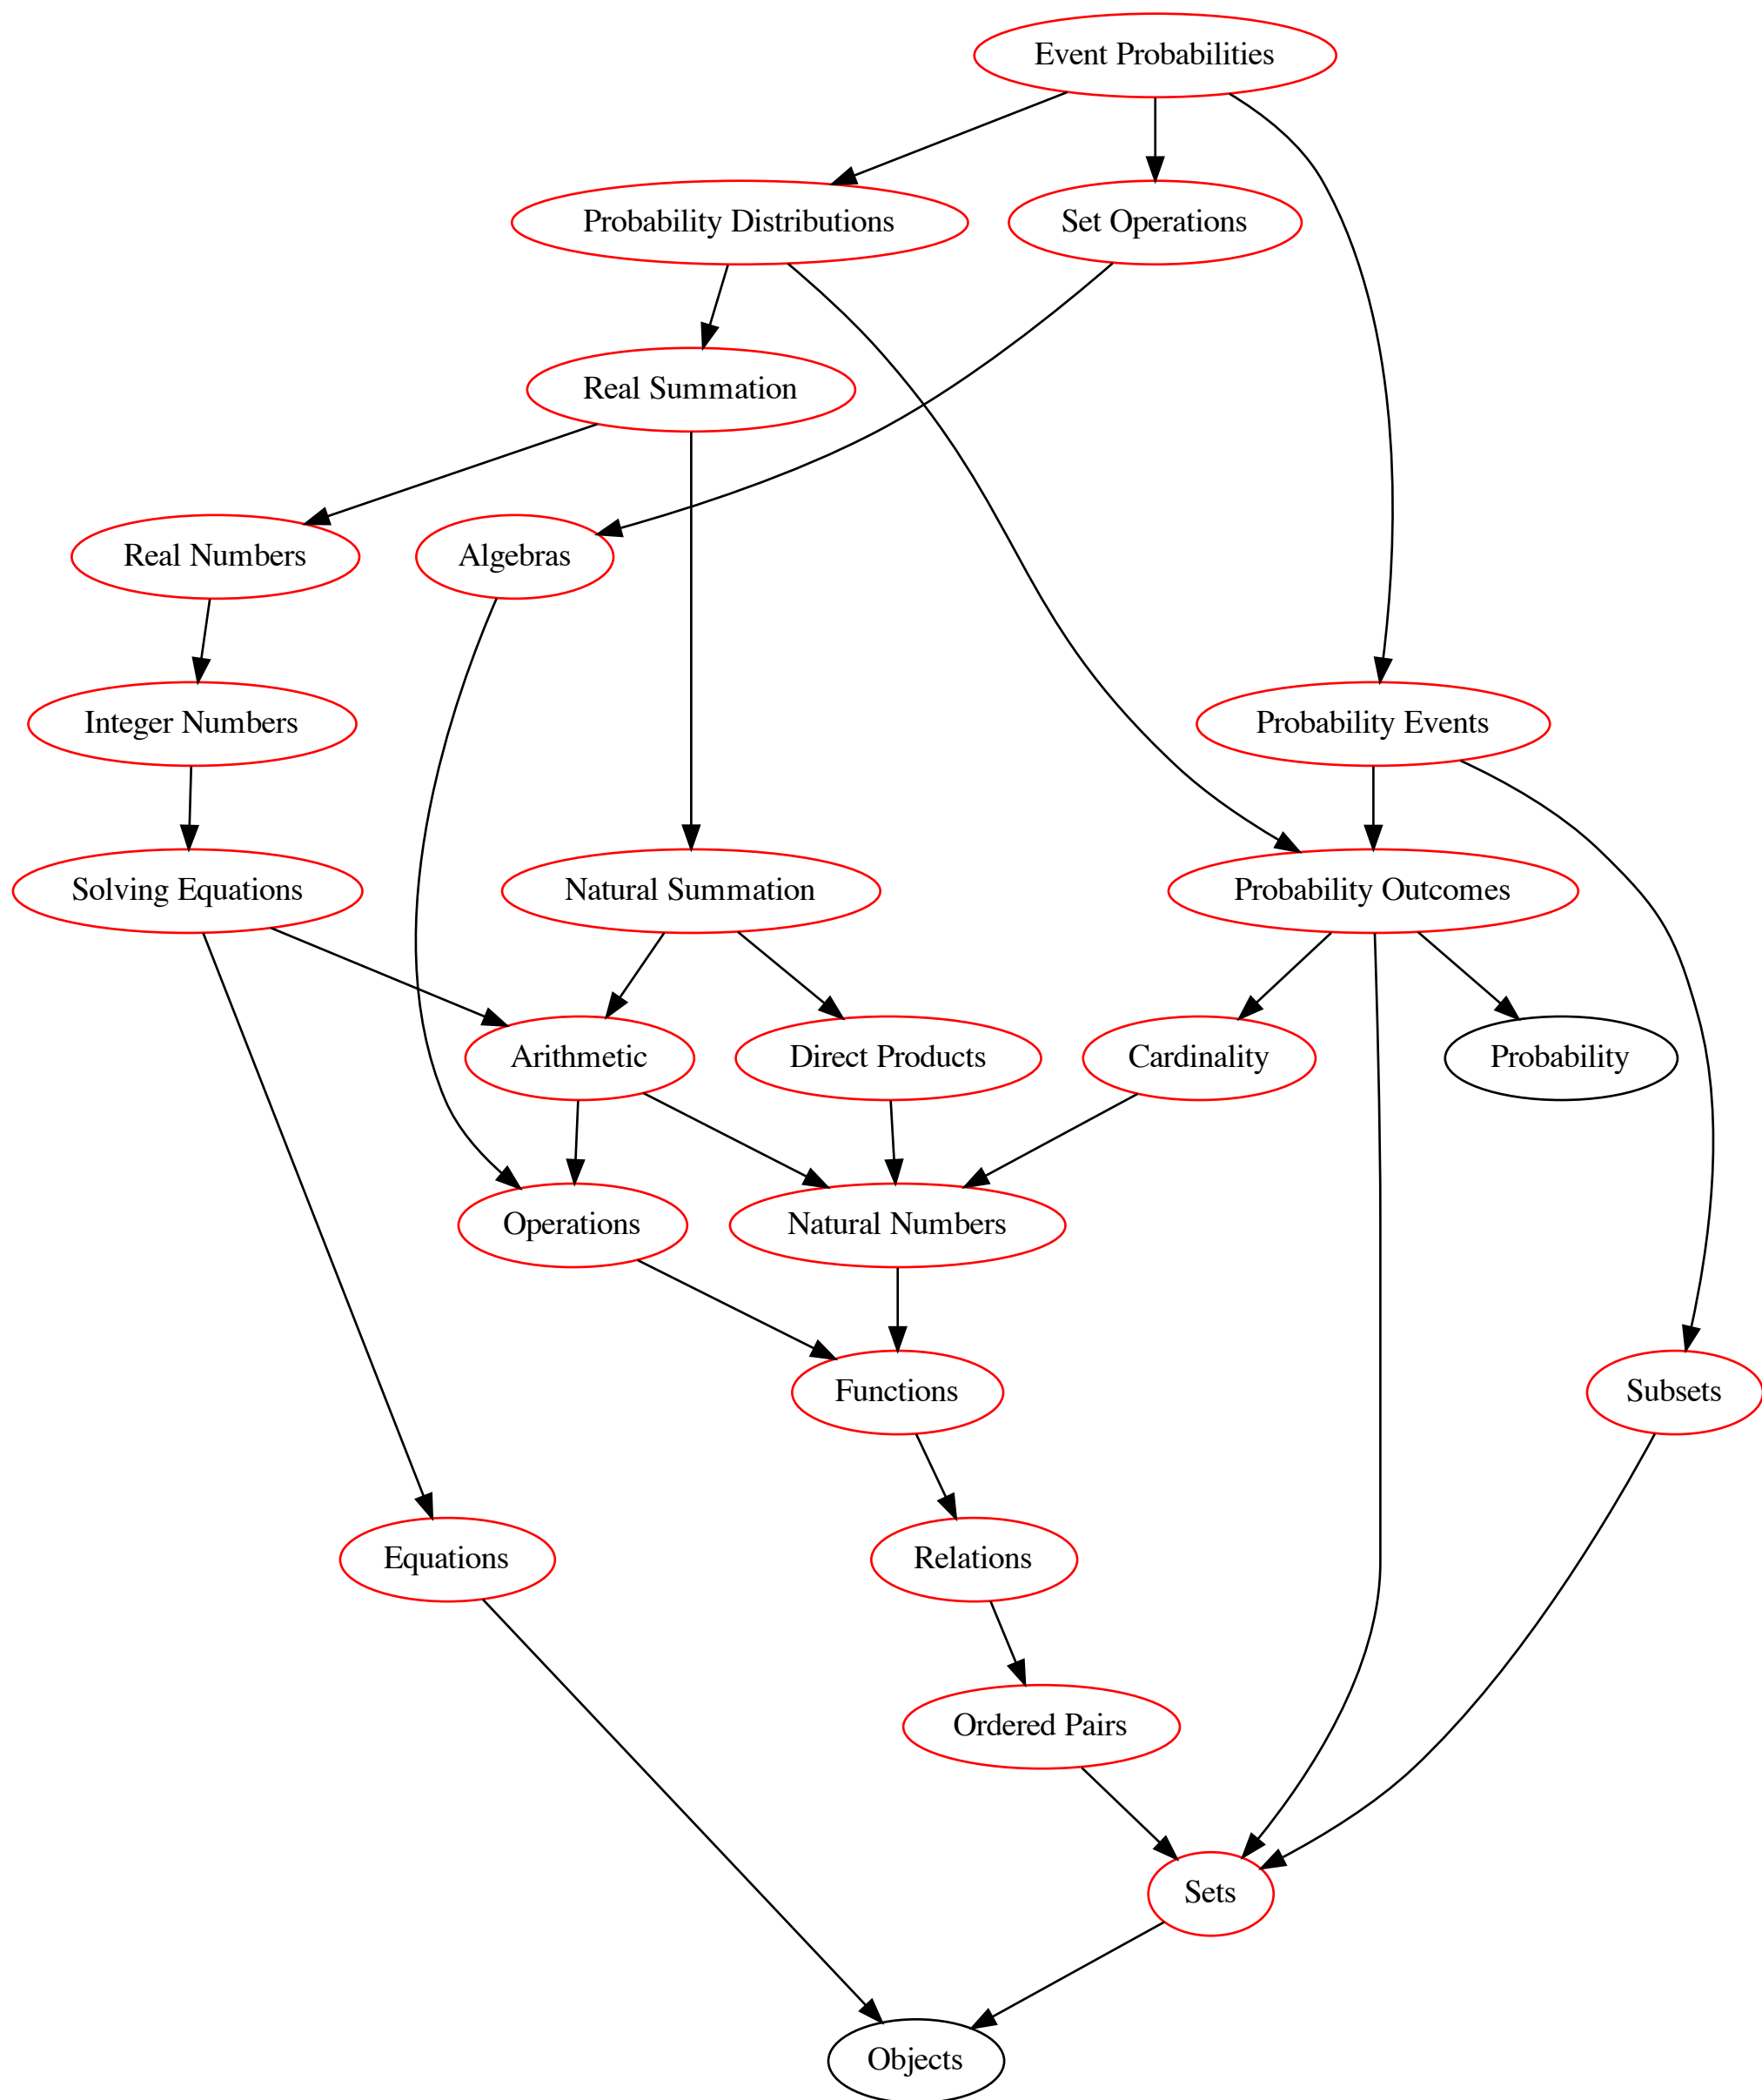 Event Probabilities
Probability Distributions
Set Operations
Real Summation
Real Numbers
Algebras
Integer Numbers
Probability Events
Solving Equations
Natural Summation
Probability Outcomes
Arithmetic
Direct Products
Cardinality
Probability
Operations
Natural Numbers
Functions
Subsets
Equations
Relations
Ordered Pairs
Sets
Objects